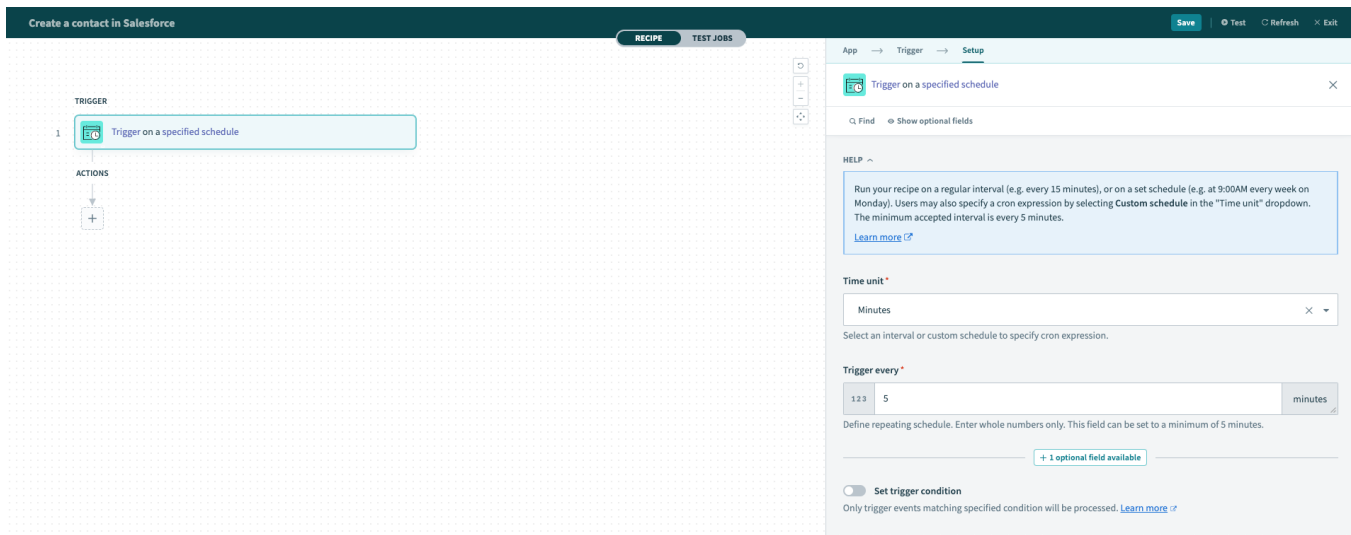 Create a contact in Salesforce
Save
Test
Refresh
Exit
RECIPE
TEST JOBS
App → Trigger → Setup
Trigger on a specified schedule
Find
Show optional fields
TRIGGER
1
Trigger on a specified schedule
ACTIONS
HELP
Run your recipe on a regular interval (e.g. every 15 minutes), or on a set schedule (e.g. at 9:00AM every week on
Monday). Users may also specify a cron expression by selecting Custom schedule in the "Time unit" dropdown.
The minimum accepted interval is every 5 minutes.
Learn more
Time unit *
Minutes
Select an interval or custom schedule to specify cron expression.
Trigger every *
123 5 minutes
Define repeating schedule. Enter whole numbers only. This field can be set to a minimum of 5 minutes.
+ 1 optional field available
Set trigger condition
Only trigger events matching specified condition will be processed. Learn more